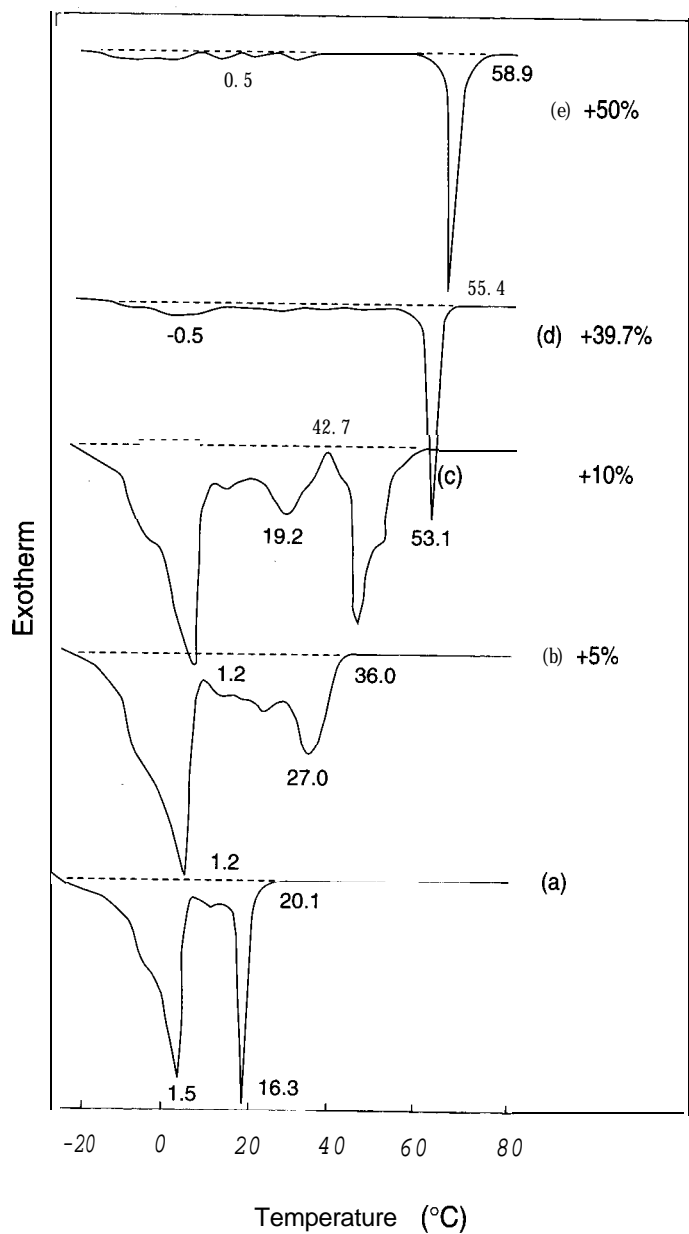 58.9
0.5
(e) +50%
55.4
-0.5
(d) +39.7%
42.7
(c) +10%
19.2
53.1
Exotherm
1.2
36.0
(b) +5%
27.0
1.2
20.1
(a)
1.5
16.3
-20 0 20 40 60 80
Temperature (°C)